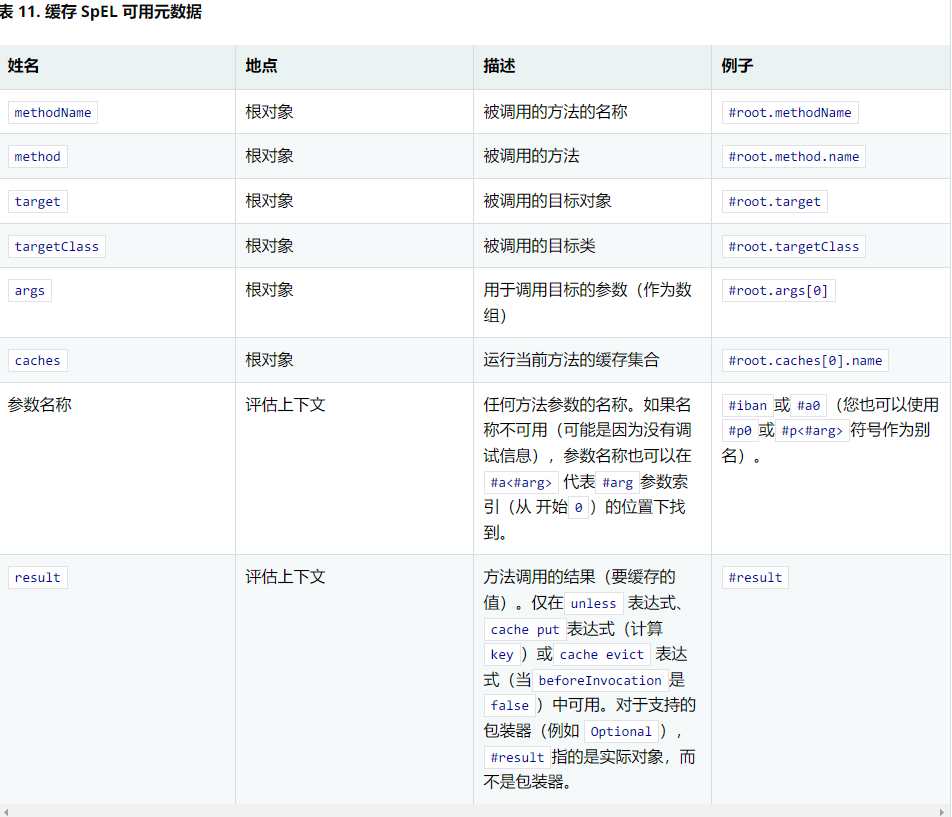 表 11. 缓存 SpEL 可用元数据
姓名 地点 描述 例子
methodName 根对象 被调用的方法的名称 #root.methodName
method 根对象 被调用的方法 #root.method.name
target 根对象 被调用的目标对象 #root.target
targetClass 根对象 被调用的目标类 #root.targetClass
args 根对象 用于调用目标的参数（作为数 #root.args[0]
组）
caches 根对象 运行当前方法的缓存集合 #root.caches[0].name
参数名称 评估上下文
任何方法参数的名称。如果名
称不可用（可能是因为没有调
试信息），参数名称也可以在
#a<#arg> 代表 #arg 参数索
引（从 开始 0 ）的位置下找
到。
#iban 或 #a0 （您也可以使用
#p0 或 #p<#arg> 符号作为别
名）。
result 评估上下文
方法调用的结果（要缓存的
值）。仅在 unless 表达式、
cache put 表达式（计算
key ）或 cache evict 表达
式（当 beforeInvocation 是
false ）中可用。对于支持的
包装器（例如 Optional ），
#result 指的是实际对象，而
不是包装器。
#result